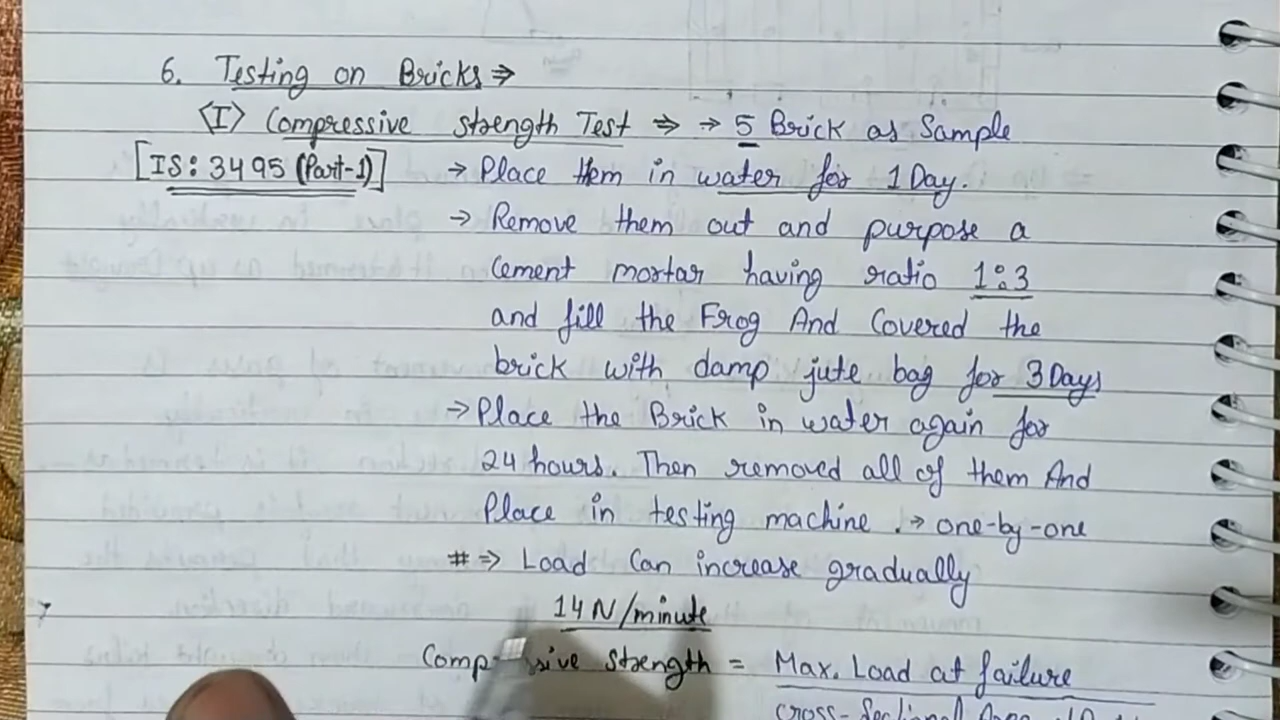 6. Testing on Bricks ⇒
<I> Compressive strength Test ⇒ → 5 Brick as Sample
[IS: 3495 (Part-1)] → Place them in water for 1 Day.
→ Remove them out and purpose a
Cement mortar having ratio 1:3
and fill the Frog And Covered the
brick with damp jute bag for 3 Days
⇒ Place the Brick in water again for
24 hours. Then removed all of them And
Place in testing machine. → one-by-one
# ⇒ Load Can increase gradually
14 N/minute
Strength = Max. Load at failure
Cross-Sectional Area